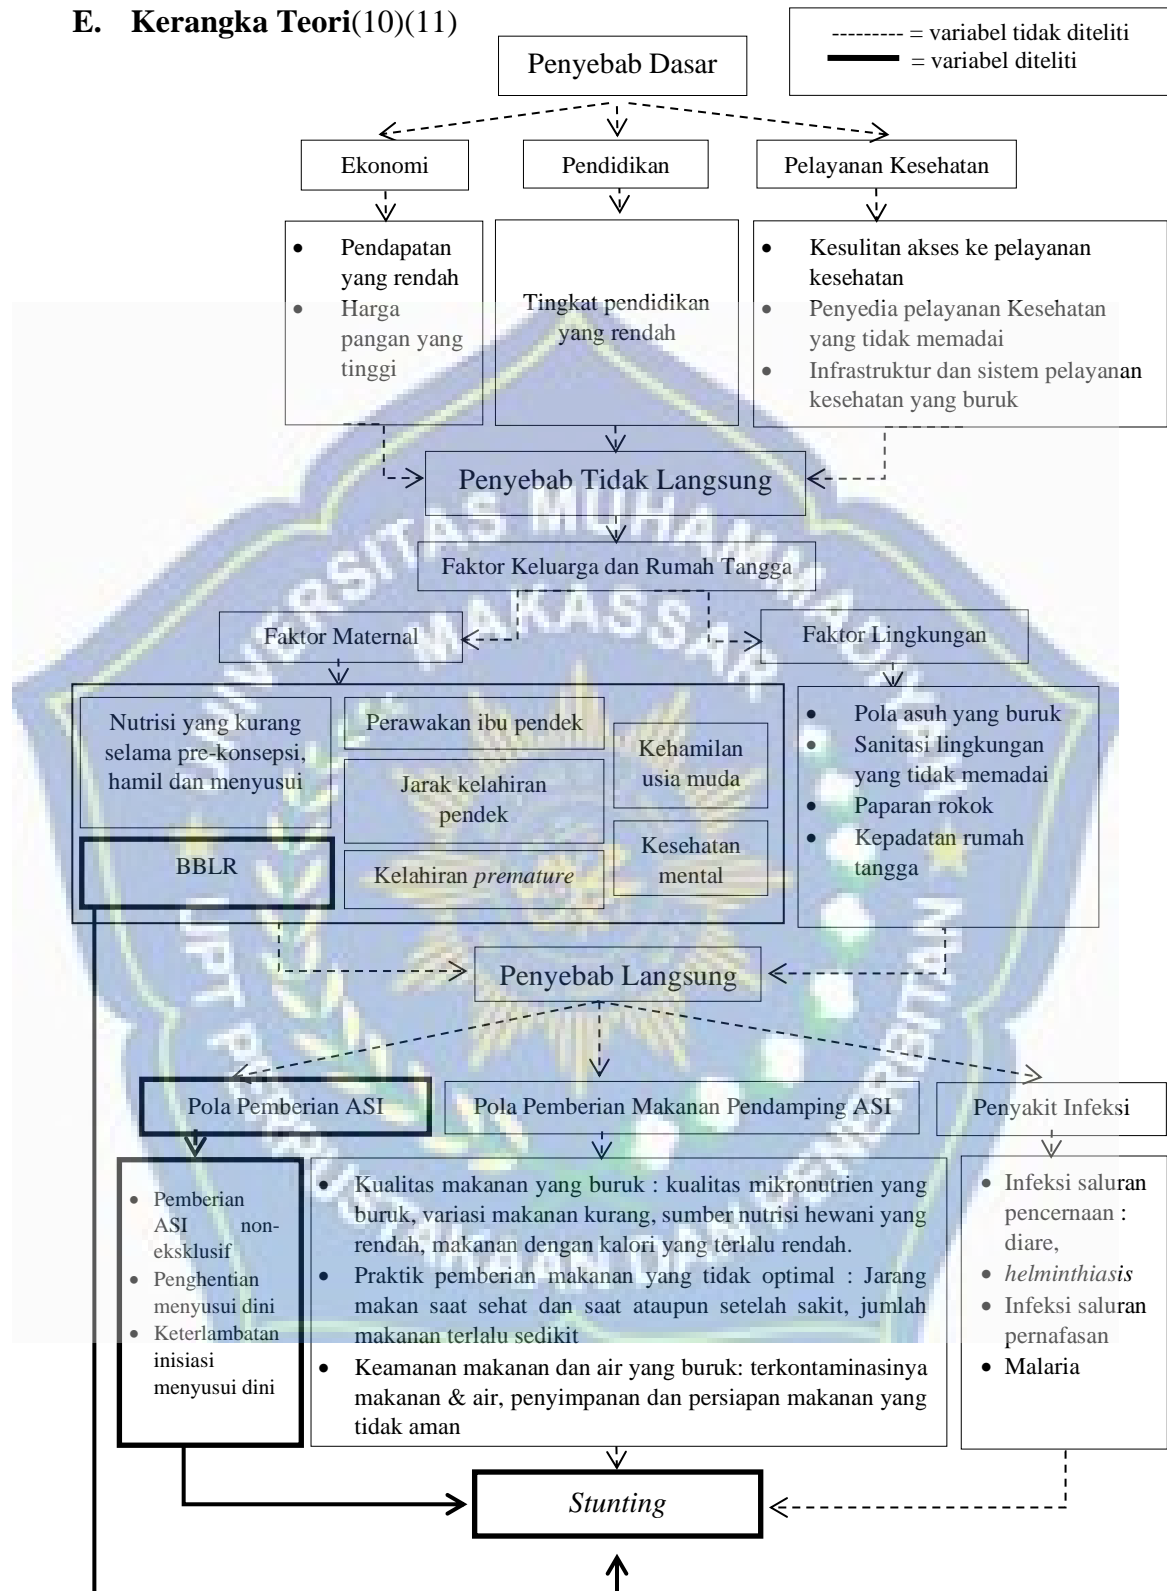 E. Kerangka Teori(10)(11)
--------- = variabel tidak diteliti
= variabel diteliti
Penyebab Dasar
Ekonomi
Pendidikan
Pelayanan Kesehatan
• Pendapatan
yang rendah
• Harga
pangan yang
tinggi
Tingkat pendidikan
yang rendah
• Kesulitan akses ke pelayanan
kesehatan
• Penyedia pelayanan Kesehatan
yang tidak memadai
• Infrastruktur dan sistem pelayanan
kesehatan yang buruk
Penyebab Tidak Langsung
Faktor Keluarga dan Rumah Tangga
Faktor Maternal
Faktor Lingkungan
Nutrisi yang kurang
selama pre-konsepsi,
hamil dan menyusui
BBLR
Perawakan ibu pendek
Jarak kelahiran
pendek
Kelahiran premature
Kehamilan
usia muda
Kesehatan
mental
• Pola asuh yang buruk
• Sanitasi lingkungan
yang tidak memadai
• Paparan rokok
• Kepadatan rumah
tangga
Penyebab Langsung
Pola Pemberian ASI
Pola Pemberian Makanan Pendamping ASI
Penyakit Infeksi
• Pemberian
ASI non-
eksklusif
• Penghentian
menyusui dini
• Keterlambatan
inisiasi
menyusui dini
• Kualitas makanan yang buruk : kualitas mikronutrien yang
buruk, variasi makanan kurang, sumber nutrisi hewani yang
rendah, makanan dengan kalori yang terlalu rendah.
• Praktik pemberian makanan yang tidak optimal : Jarang
makan saat sehat dan saat ataupun setelah sakit, jumlah
makanan terlalu sedikit
• Keamanan makanan dan air yang buruk: terkontaminasinya
makanan & air, penyimpanan dan persiapan makanan yang
tidak aman
• Infeksi saluran
pencernaan :
diare,
• helminthiasis
• Infeksi saluran
pernafasan
• Malaria
Stunting
UNIVERSITAS MUHAMMADIYAH
MAKASSAR
UPT PERPUSTAKAAN DAN PENERBITAN